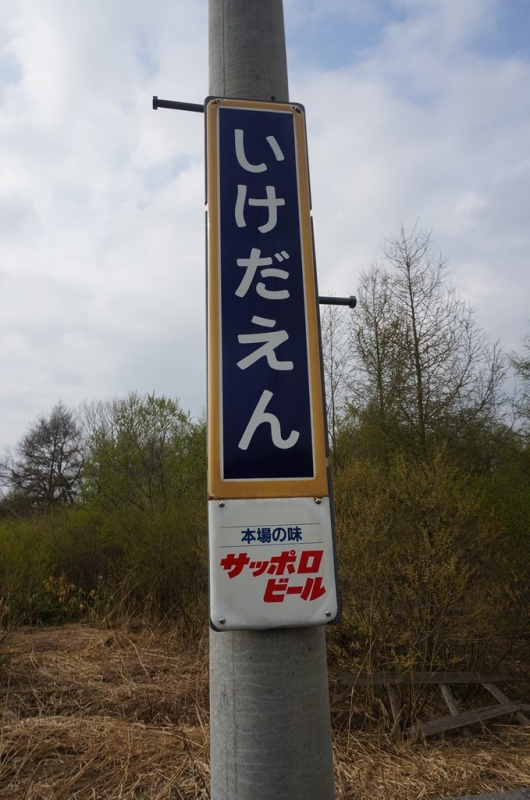 いけだえん
本場の味
サッポロ
ビール